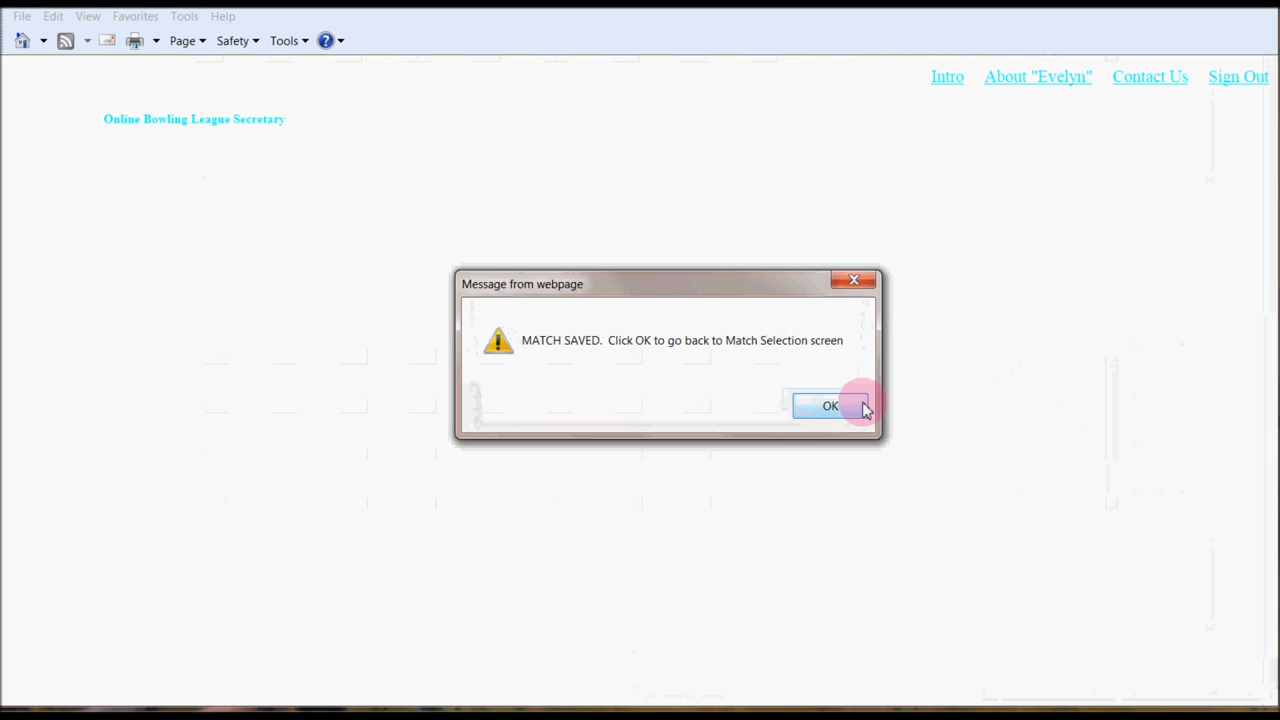 File Edit View Favorites Tools Help
Page Safety Tools
Intro About "Evelyn" Contact Us Sign Out
Online Bowling League Secretary
Message from webpage
MATCH SAVED. Click OK to go back to Match Selection screen
OK